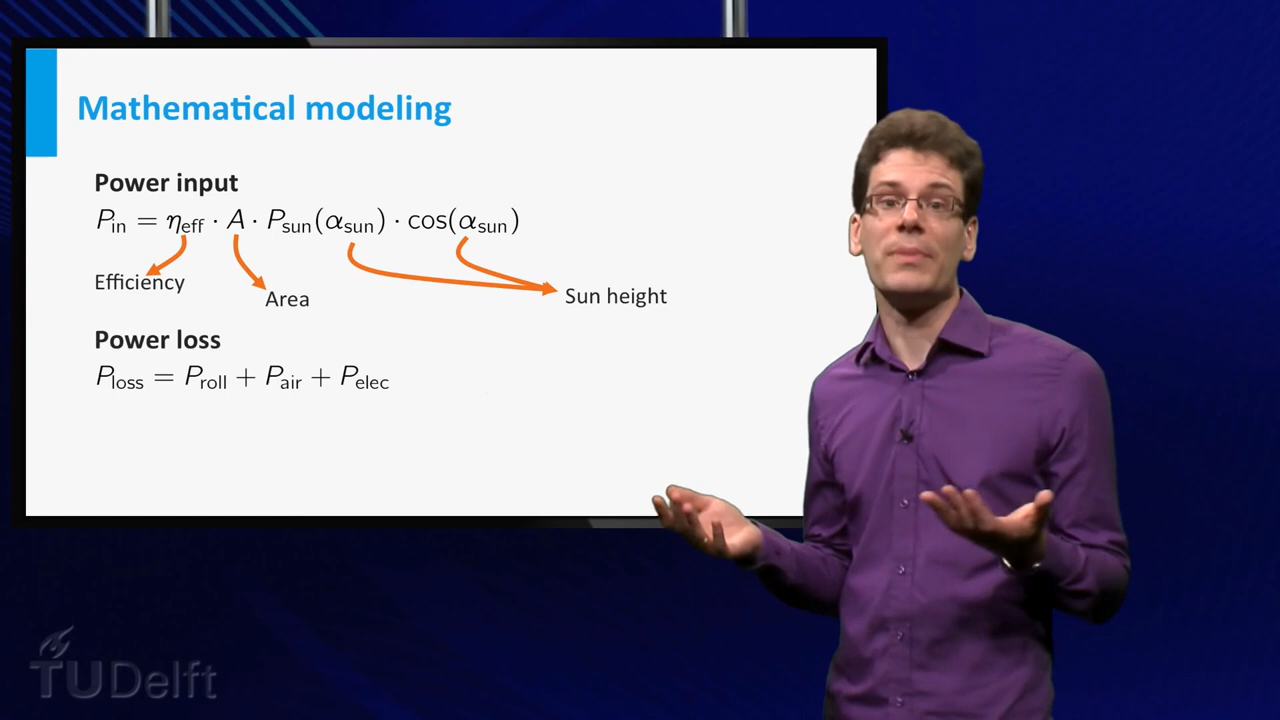 Mathematical modeling
Power input
P_in = η_eff · A · P_sun(α_sun) · cos(α_sun)
Efficiency
Area
Sun height
Power loss
P_loss = P_roll + P_air + P_elec
TUDelft